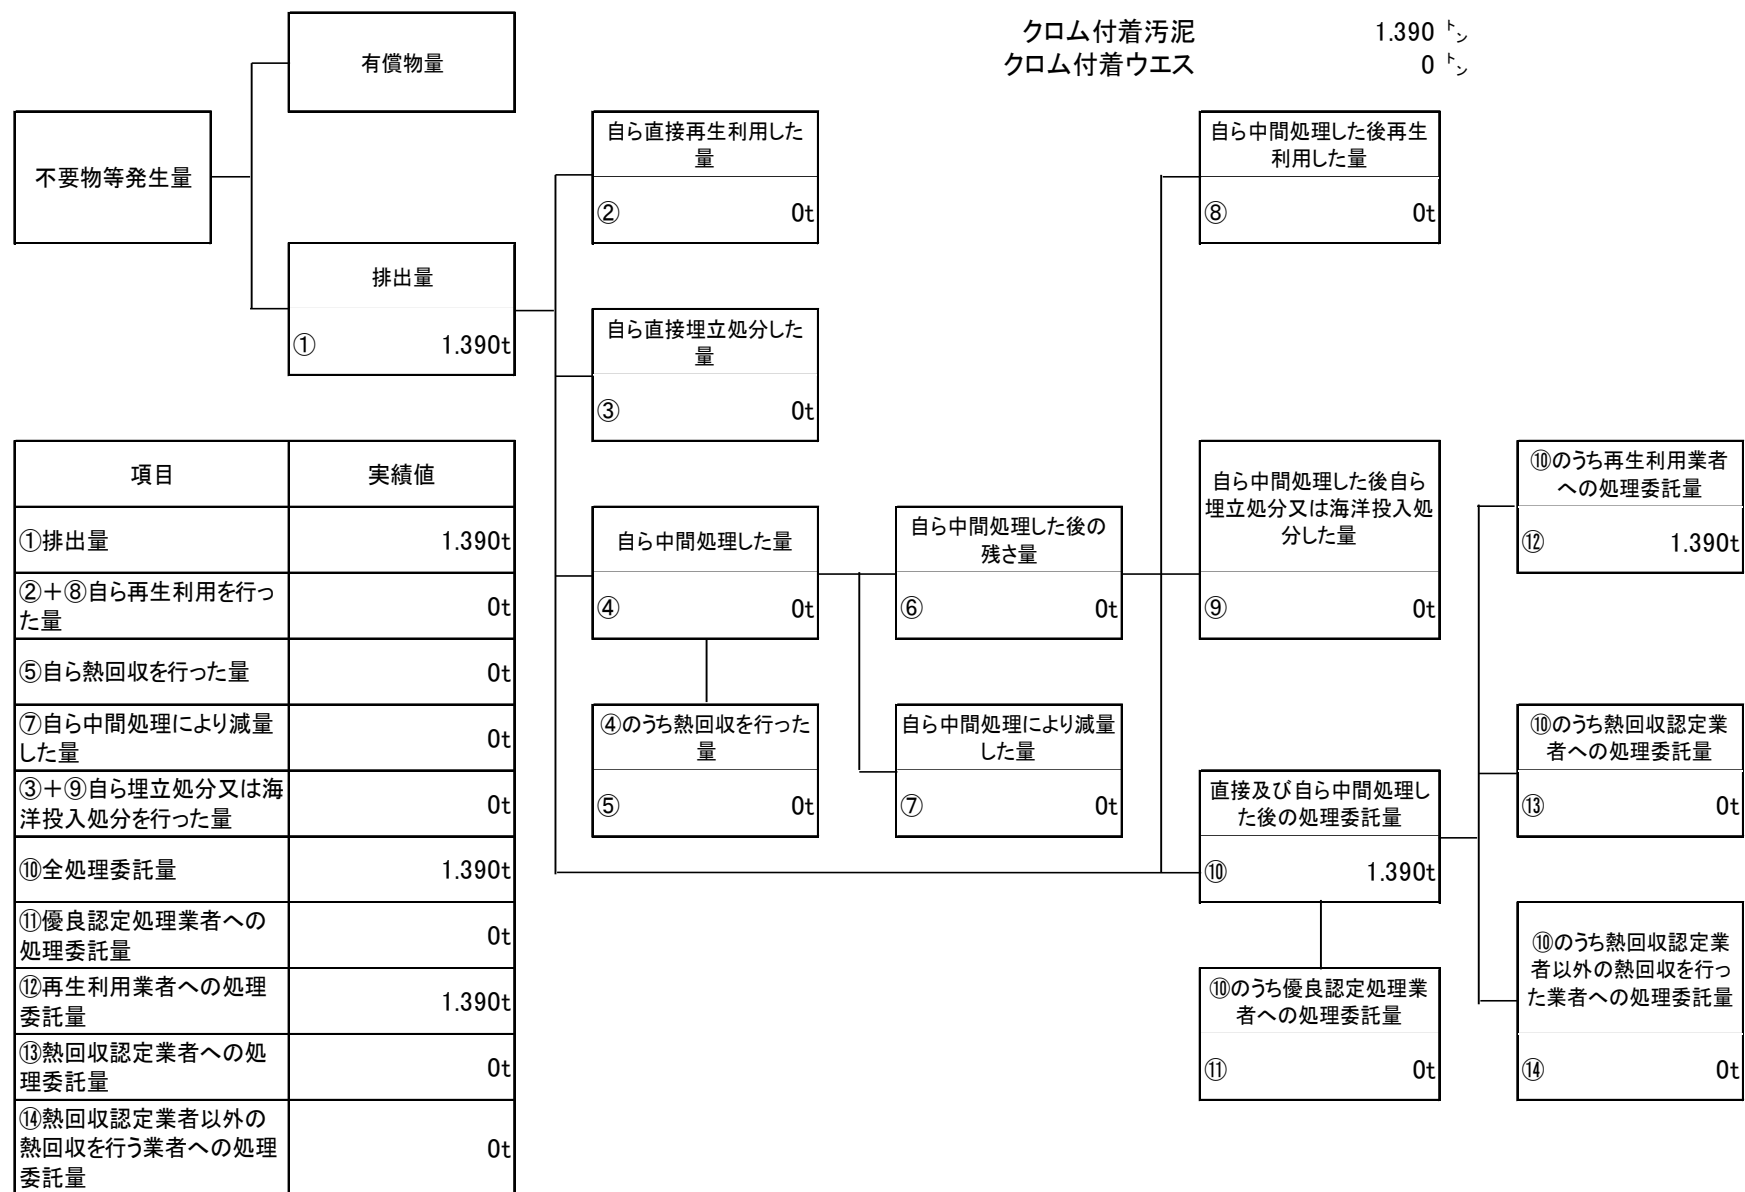 クロム付着汚泥 1.390 トン
クロム付着ウエス 0 トン
有償物量
不要物等発生量
排出量
① 1.390t
自ら直接再生利用した
量
② 0t
自ら直接埋立処分した
量
③ 0t
自ら中間処理した量
④ 0t
④のうち熱回収を行った
量
⑤ 0t
自ら中間処理した後の
残さ量
⑥ 0t
自ら中間処理により減量
した量
⑦ 0t
自ら中間処理した後再生
利用した量
⑧ 0t
自ら中間処理した後自ら
埋立処分又は海洋投入処
分した量
⑨ 0t
直接及び自ら中間処理し
た後の処理委託量
⑩ 1.390t
⑩のうち優良認定処理業
者への処理委託量
⑪ 0t
⑩のうち再生利用業者
への処理委託量
⑫ 1.390t
⑩のうち熱回収認定業
者への処理委託量
⑬ 0t
⑩のうち熱回収認定業
者以外の熱回収を行っ
た業者への処理委託量
⑭ 0t
項目 実績値
①排出量 1.390t
②＋⑧自ら再生利用を行っ
た量 0t
⑤自ら熱回収を行った量 0t
⑦自ら中間処理により減量
した量 0t
③＋⑨自ら埋立処分又は海
洋投入処分を行った量 0t
⑩全処理委託量 1.390t
⑪優良認定処理業者への
処理委託量 0t
⑫再生利用業者への処理
委託量 1.390t
⑬熱回収認定業者への処
理委託量 0t
⑭熱回収認定業者以外の
熱回収を行う業者への処理
委託量 0t